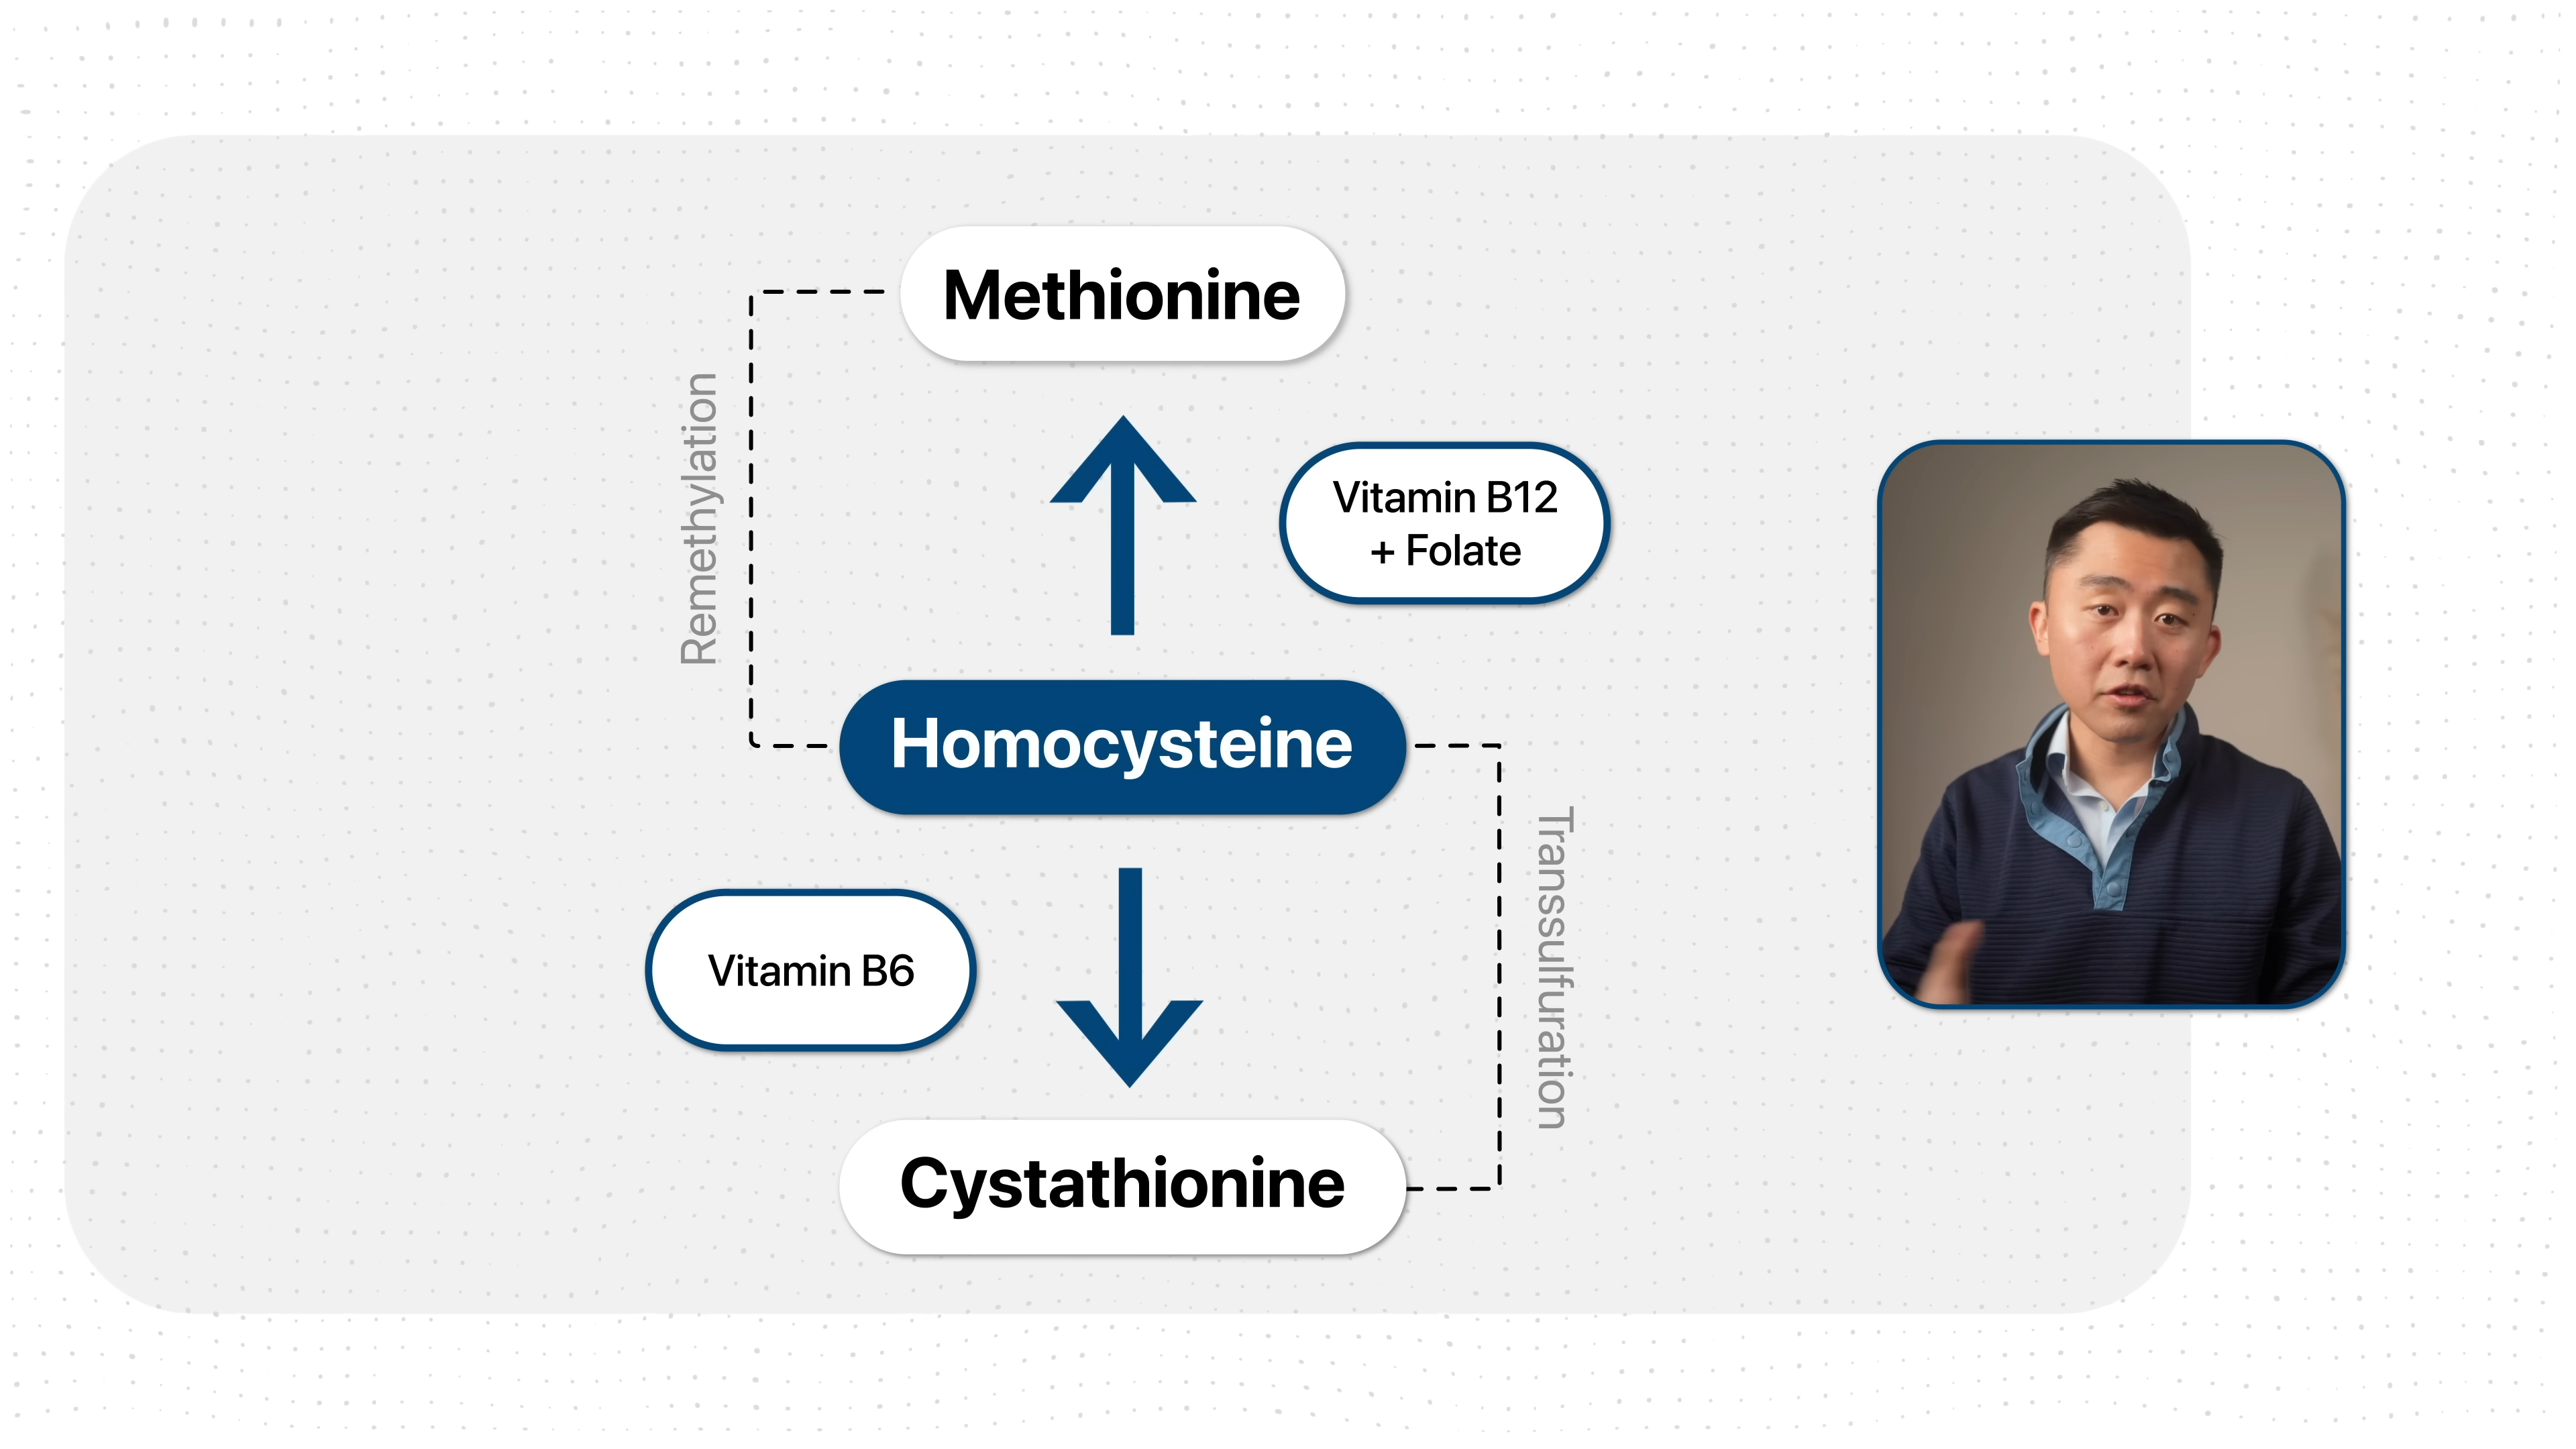 Methionine
Remethylation
Vitamin B12
+ Folate
Homocysteine
Transsulfuration
Vitamin B6
Cystathionine